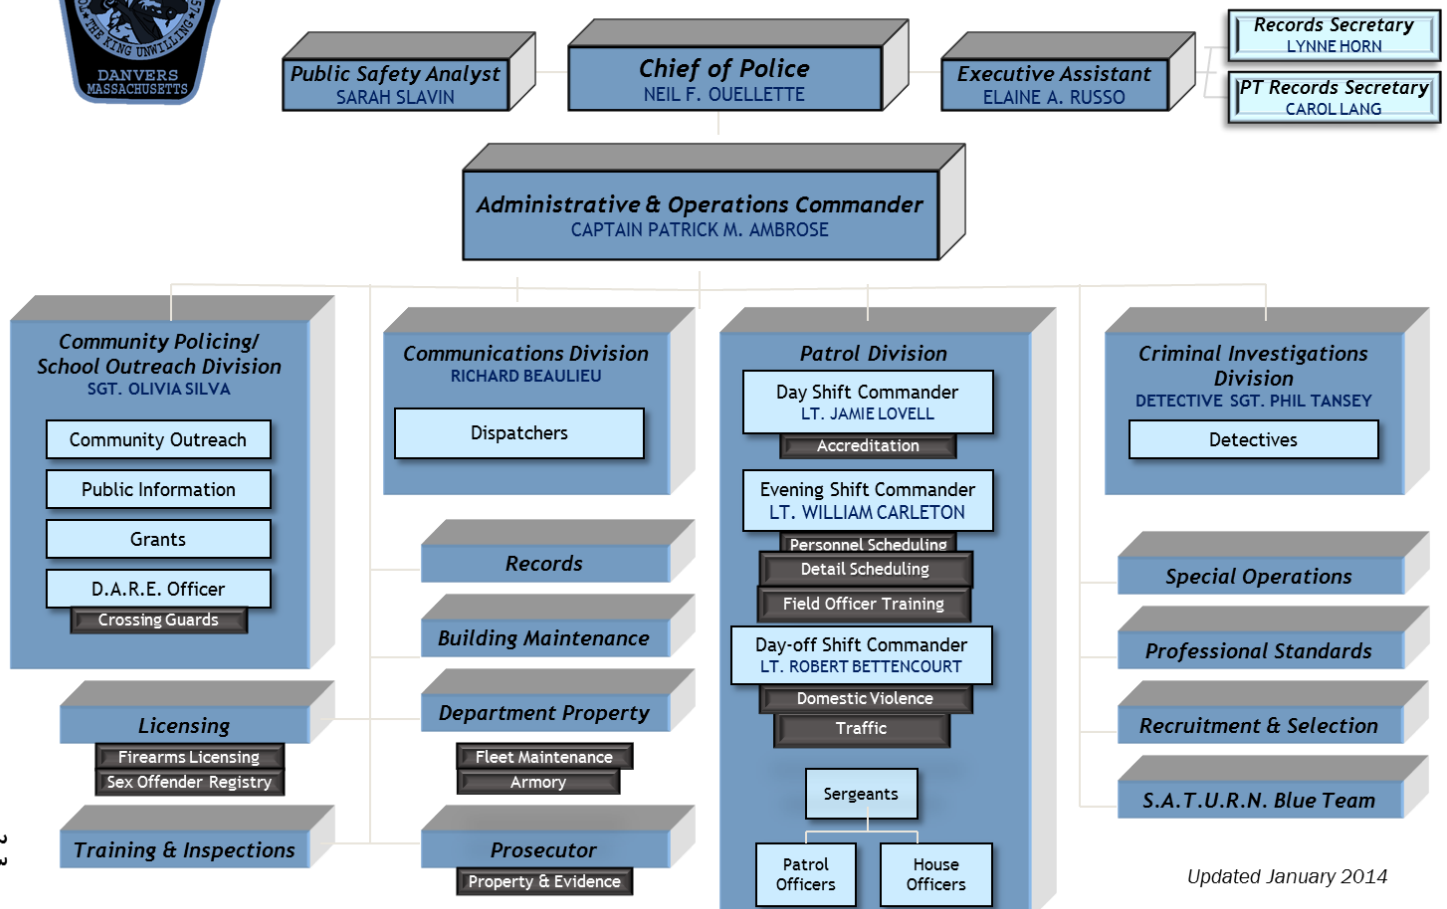 THE KING UNWILLING
DANVERS
MASSACHUSETTS
Public Safety Analyst
SARAH SLAVIN
Chief of Police
NEIL F. OUELLETTE
Executive Assistant
ELAINE A. RUSSO
Records Secretary
LYNNE HORN
PT Records Secretary
CAROL LANG
Administrative & Operations Commander
CAPTAIN PATRICK M. AMBROSE
Community Policing/
School Outreach Division
SGT. OLIVIA SILVA
Community Outreach
Public Information
Grants
D.A.R.E. Officer
Crossing Guards
Communications Division
RICHARD BEAULIEU
Dispatchers
Patrol Division
Day Shift Commander
LT. JAMIE LOVELL
Accreditation
Evening Shift Commander
LT. WILLIAM CARLETON
Personnel Scheduling
Detail Scheduling
Field Officer Training
Day-off Shift Commander
LT. ROBERT BETTENCOURT
Domestic Violence
Traffic
Sergeants
Patrol
Officers
House
Officers
Criminal Investigations
Division
DETECTIVE SGT. PHIL TANSEY
Detectives
Records
Building Maintenance
Department Property
Fleet Maintenance
Armory
Prosecutor
Property & Evidence
Licensing
Firearms Licensing
Sex Offender Registry
Training & Inspections
Special Operations
Professional Standards
Recruitment & Selection
S.A.T.U.R.N. Blue Team
Updated January 2014